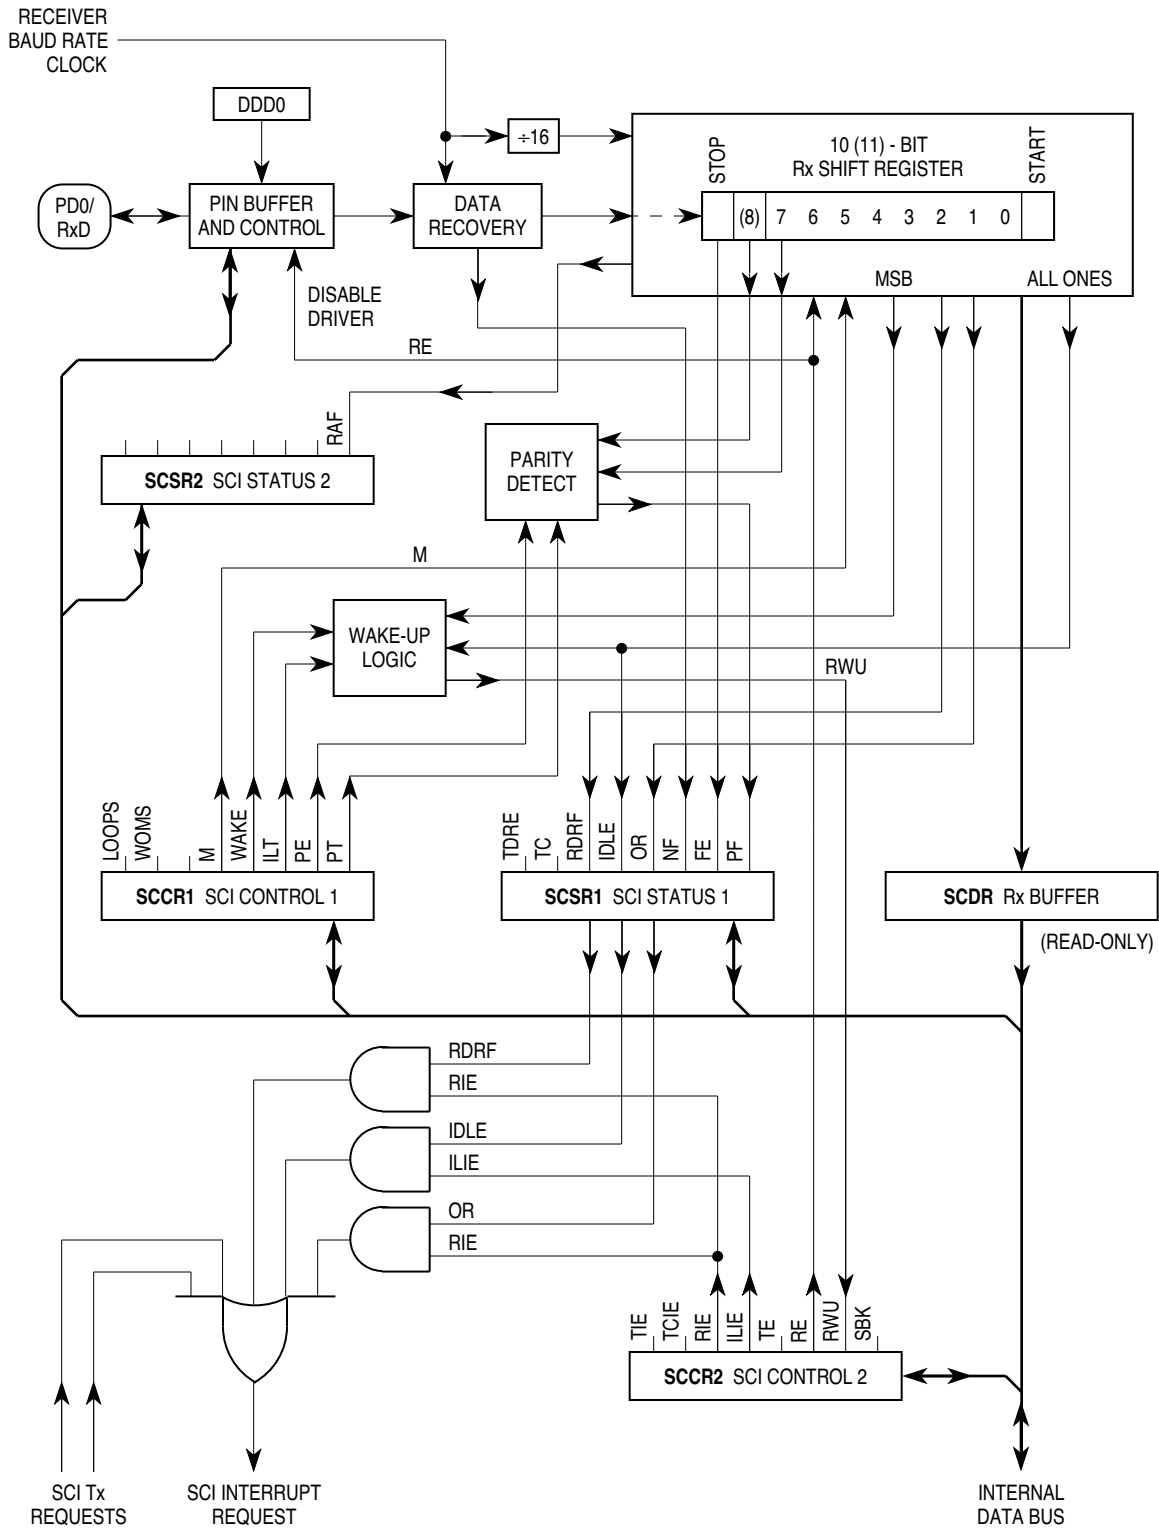 RECEIVER
BAUD RATE
CLOCK
DDD0
÷16
STOP
10 (11) - BIT
Rx SHIFT REGISTER
START
PD0/
RxD
PIN BUFFER
AND CONTROL
DATA
RECOVERY
(8) 7 6 5 4 3 2 1 0
MSB
ALL ONES
DISABLE
DRIVER
RE
RAF
SCSR2 SCI STATUS 2
PARITY
DETECT
M
WAKE-UP
LOGIC
RWU
LOOPS
WOMS
M
WAKE
ILT
PE
PT
TDRE
TC
RDRF
IDLE
OR
NF
FE
PF
SCCR1 SCI CONTROL 1
SCSR1 SCI STATUS 1
SCDR Rx BUFFER
(READ-ONLY)
RDRF
RIE
IDLE
ILIE
OR
RIE
TIE
TCIE
RIE
ILIE
TE
RE
RWU
SBK
SCCR2 SCI CONTROL 2
SCI Tx
REQUESTS
SCI INTERRUPT
REQUEST
INTERNAL
DATA BUS